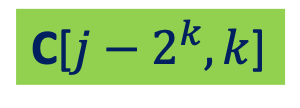 C[j − 2^k, k]